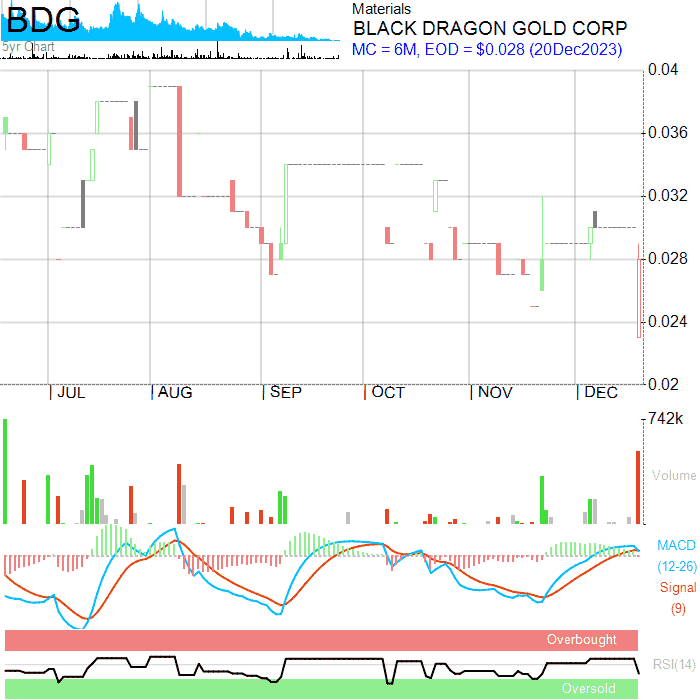 BDG
5yr Chart
Materials
BLACK DRAGON GOLD CORP
MC = 6M, EOD = $0.028 (20Dec2023)
0.04
0.036
0.032
0.028
0.024
0.02
JUL
AUG
SEP
OCT
NOV
DEC
742k
Volume
MACD
(12-26)
Signal
(9)
Overbought
RSI(14)
Oversold